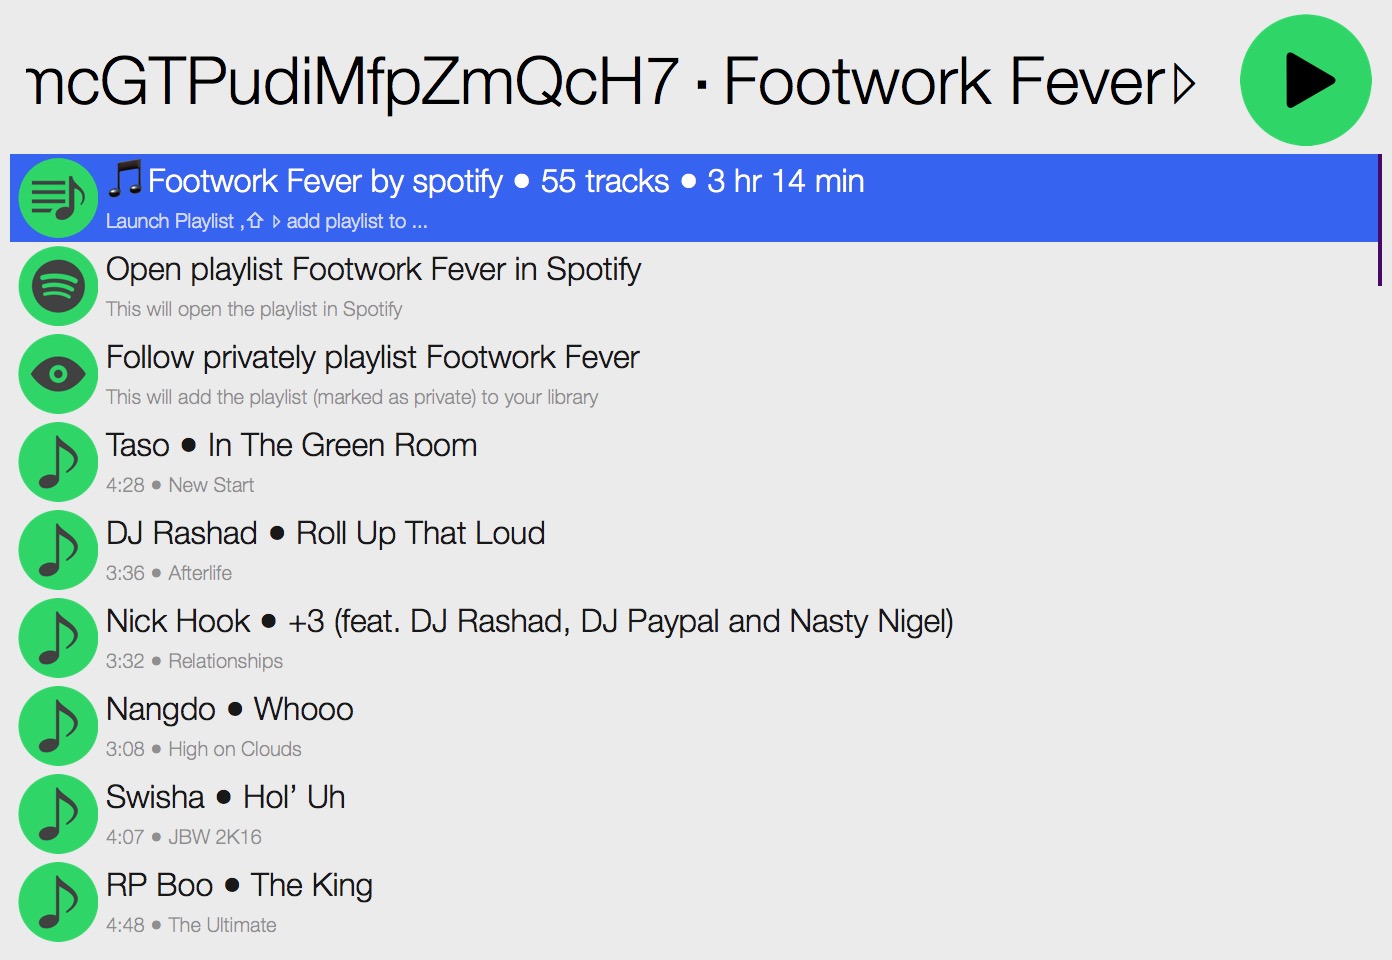 ncGTPudiMfpZmQcH7 · Footwork Fever▹
🎵Footwork Fever by spotify ● 55 tracks ● 3 hr 14 min
Launch Playlist ,⇧ ▹ add playlist to ...
Open playlist Footwork Fever in Spotify
This will open the playlist in Spotify
Follow privately playlist Footwork Fever
This will add the playlist (marked as private) to your library
Taso ● In The Green Room
4:28 ● New Start
DJ Rashad ● Roll Up That Loud
3:36 ● Afterlife
Nick Hook ● +3 (feat. DJ Rashad, DJ Paypal and Nasty Nigel)
3:32 ● Relationships
Nangdo ● Whooo
3:08 ● High on Clouds
Swisha ● Hol’ Uh
4:07 ● JBW 2K16
RP Boo ● The King
4:48 ● The Ultimate